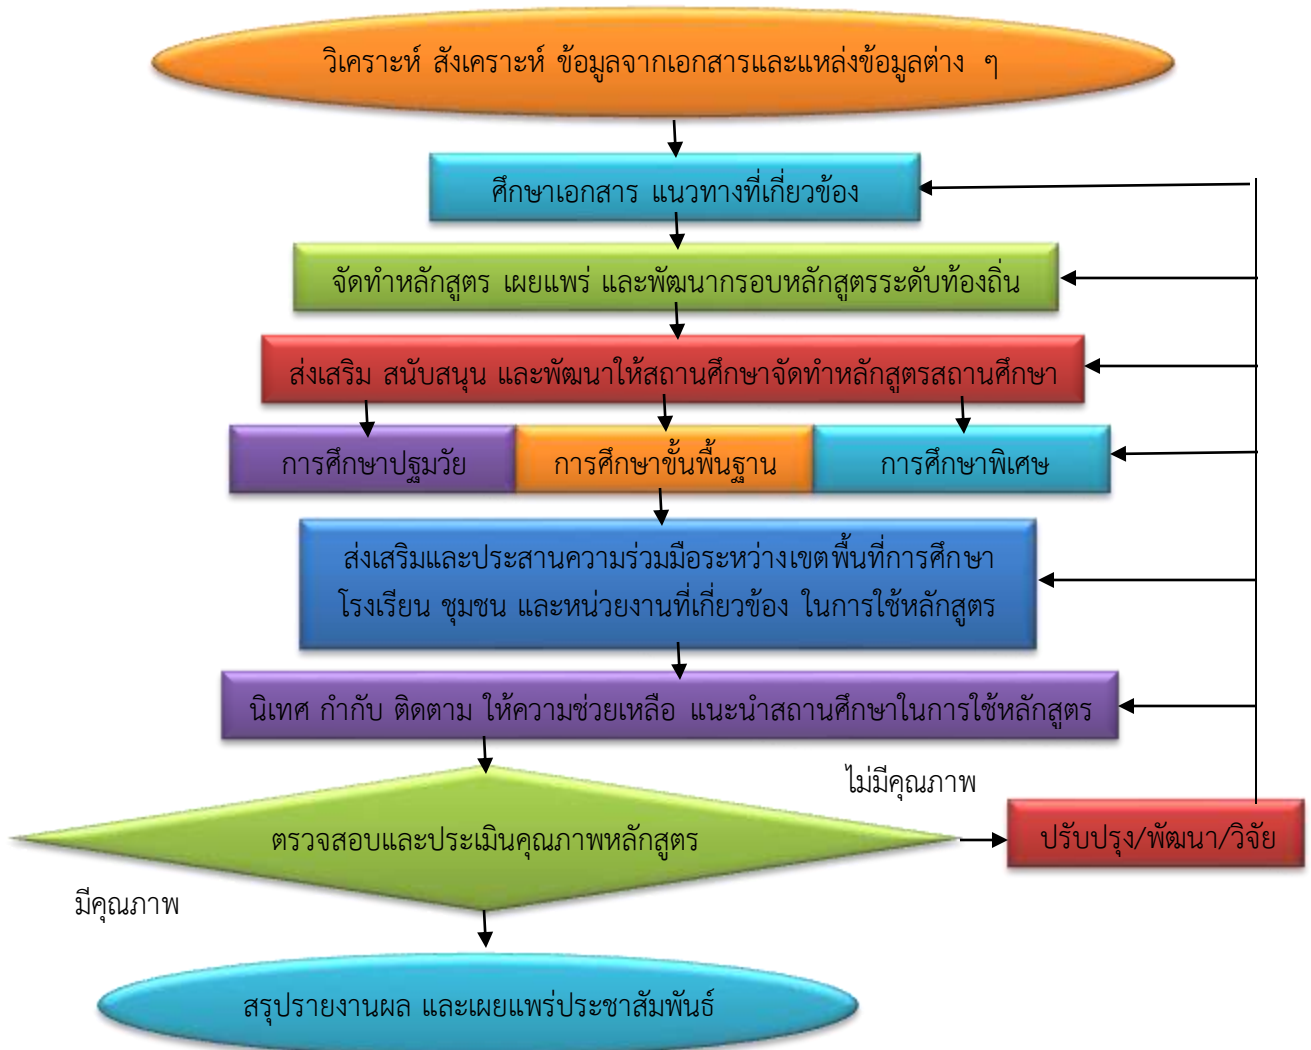 วิเคราะห์ สังเคราะห์ ข้อมูลจากเอกสารและแหล่งข้อมูลต่าง ๆ
ศึกษาเอกสาร แนวทางที่เกี่ยวข้อง
จัดทำหลักสูตร เผยแพร่ และพัฒนากรอบหลักสูตรระดับท้องถิ่น
ส่งเสริม สนับสนุน และพัฒนาให้สถานศึกษาจัดทำหลักสูตรสถานศึกษา
การศึกษาปฐมวัย
การศึกษาขั้นพื้นฐาน
การศึกษาพิเศษ
ส่งเสริมและประสานความร่วมมือระหว่างเขตพื้นที่การศึกษา
โรงเรียน ชุมชน และหน่วยงานที่เกี่ยวข้อง ในการใช้หลักสูตร
นิเทศ กำกับ ติดตาม ให้ความช่วยเหลือ แนะนำสถานศึกษาในการใช้หลักสูตร
ไม่มีคุณภาพ
ตรวจสอบและประเมินคุณภาพหลักสูตร
ปรับปรุง/พัฒนา/วิจัย
มีคุณภาพ
สรุปรายงานผล และเผยแพร่ประชาสัมพันธ์